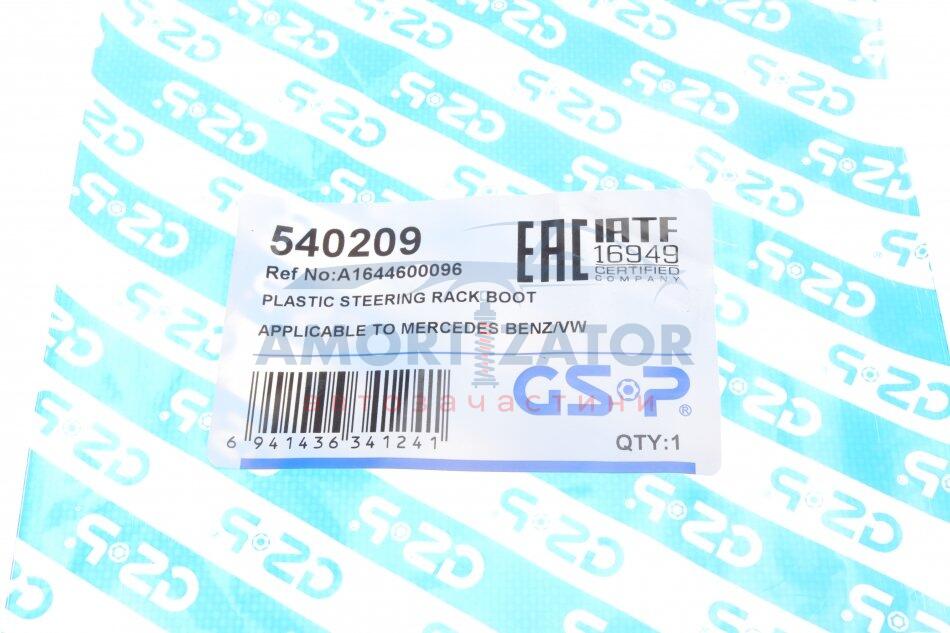 540209
Ref No:A1644600096
PLASTIC STEERING RACK BOOT
APPLICABLE TO MERCEDES BENZ/VW
EAC
IATF
16949
CERTIFIED
COMPANY
AMORTIZATOR
автозачастини
GSP®
6 941436 341241
QTY:1